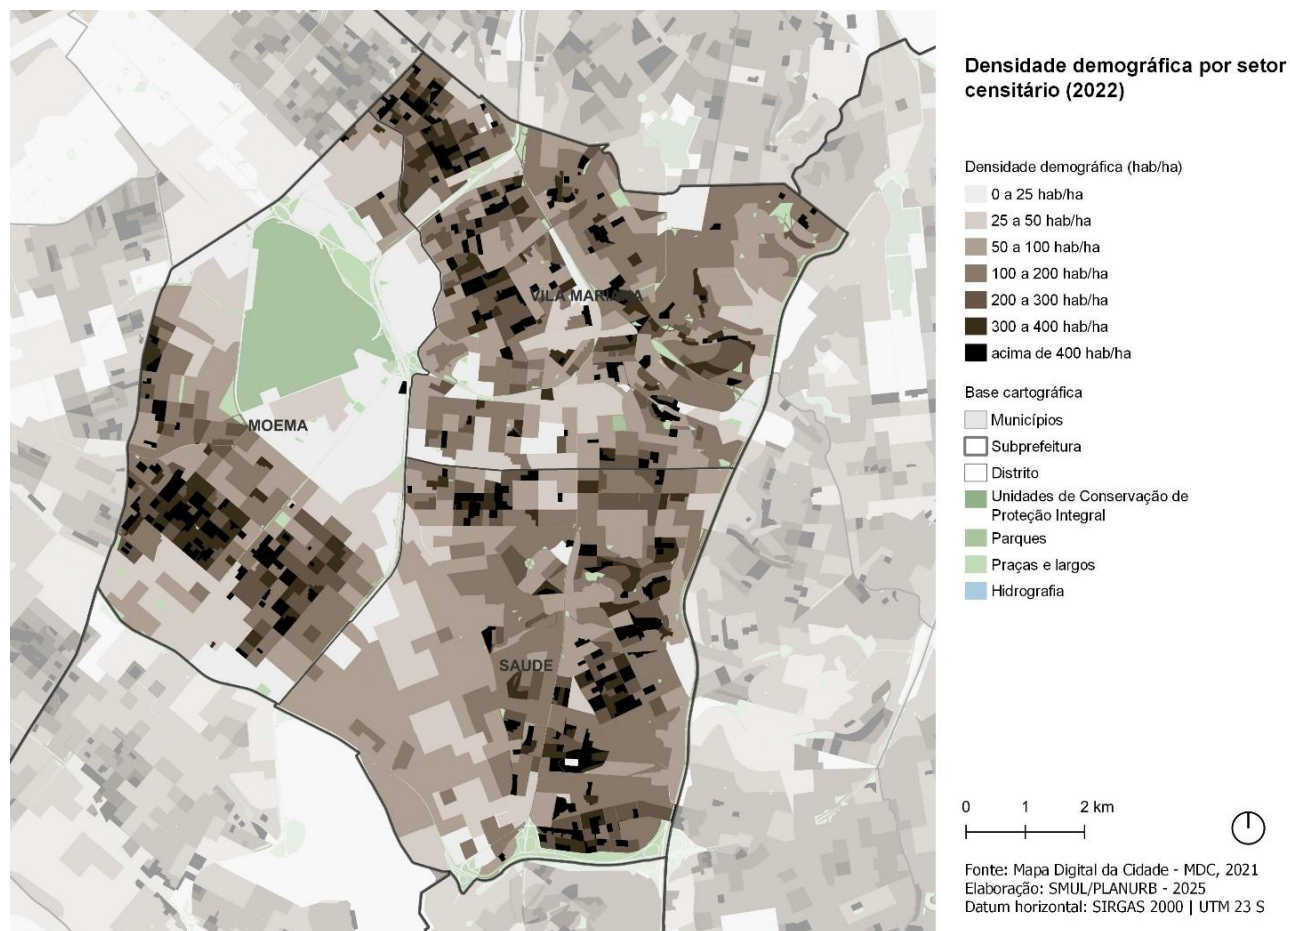 Densidade demográfica por setor
censitário (2022)
Densidade demográfica (hab/ha)
0 a 25 hab/ha
25 a 50 hab/ha
50 a 100 hab/ha
100 a 200 hab/ha
200 a 300 hab/ha
300 a 400 hab/ha
acima de 400 hab/ha
Base cartográfica
Municípios
Subprefeitura
Distrito
Unidades de Conservação de
Proteção Integral
Parques
Praças e largos
Hidrografia
VILA MARIANA
MOEMA
SAUDE
0 1 2 km
Fonte: Mapa Digital da Cidade - MDC, 2021
Elaboração: SMUL/PLANURB - 2025
Datum horizontal: SIRGAS 2000 | UTM 23 S